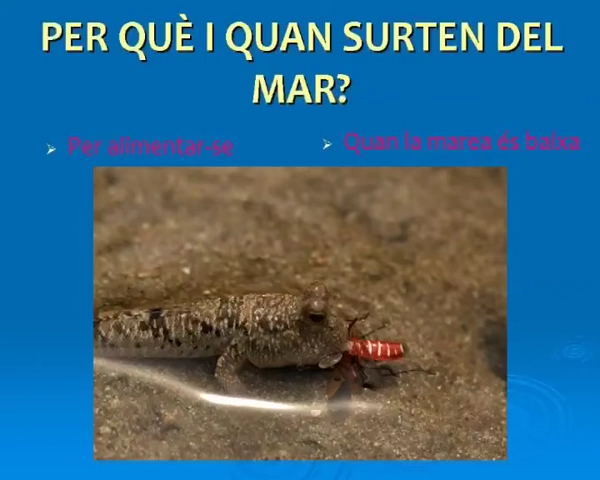 PER QUÈ I QUAN SURTEN DEL
MAR?
Per alimentar-se
Quan la marea és baixa